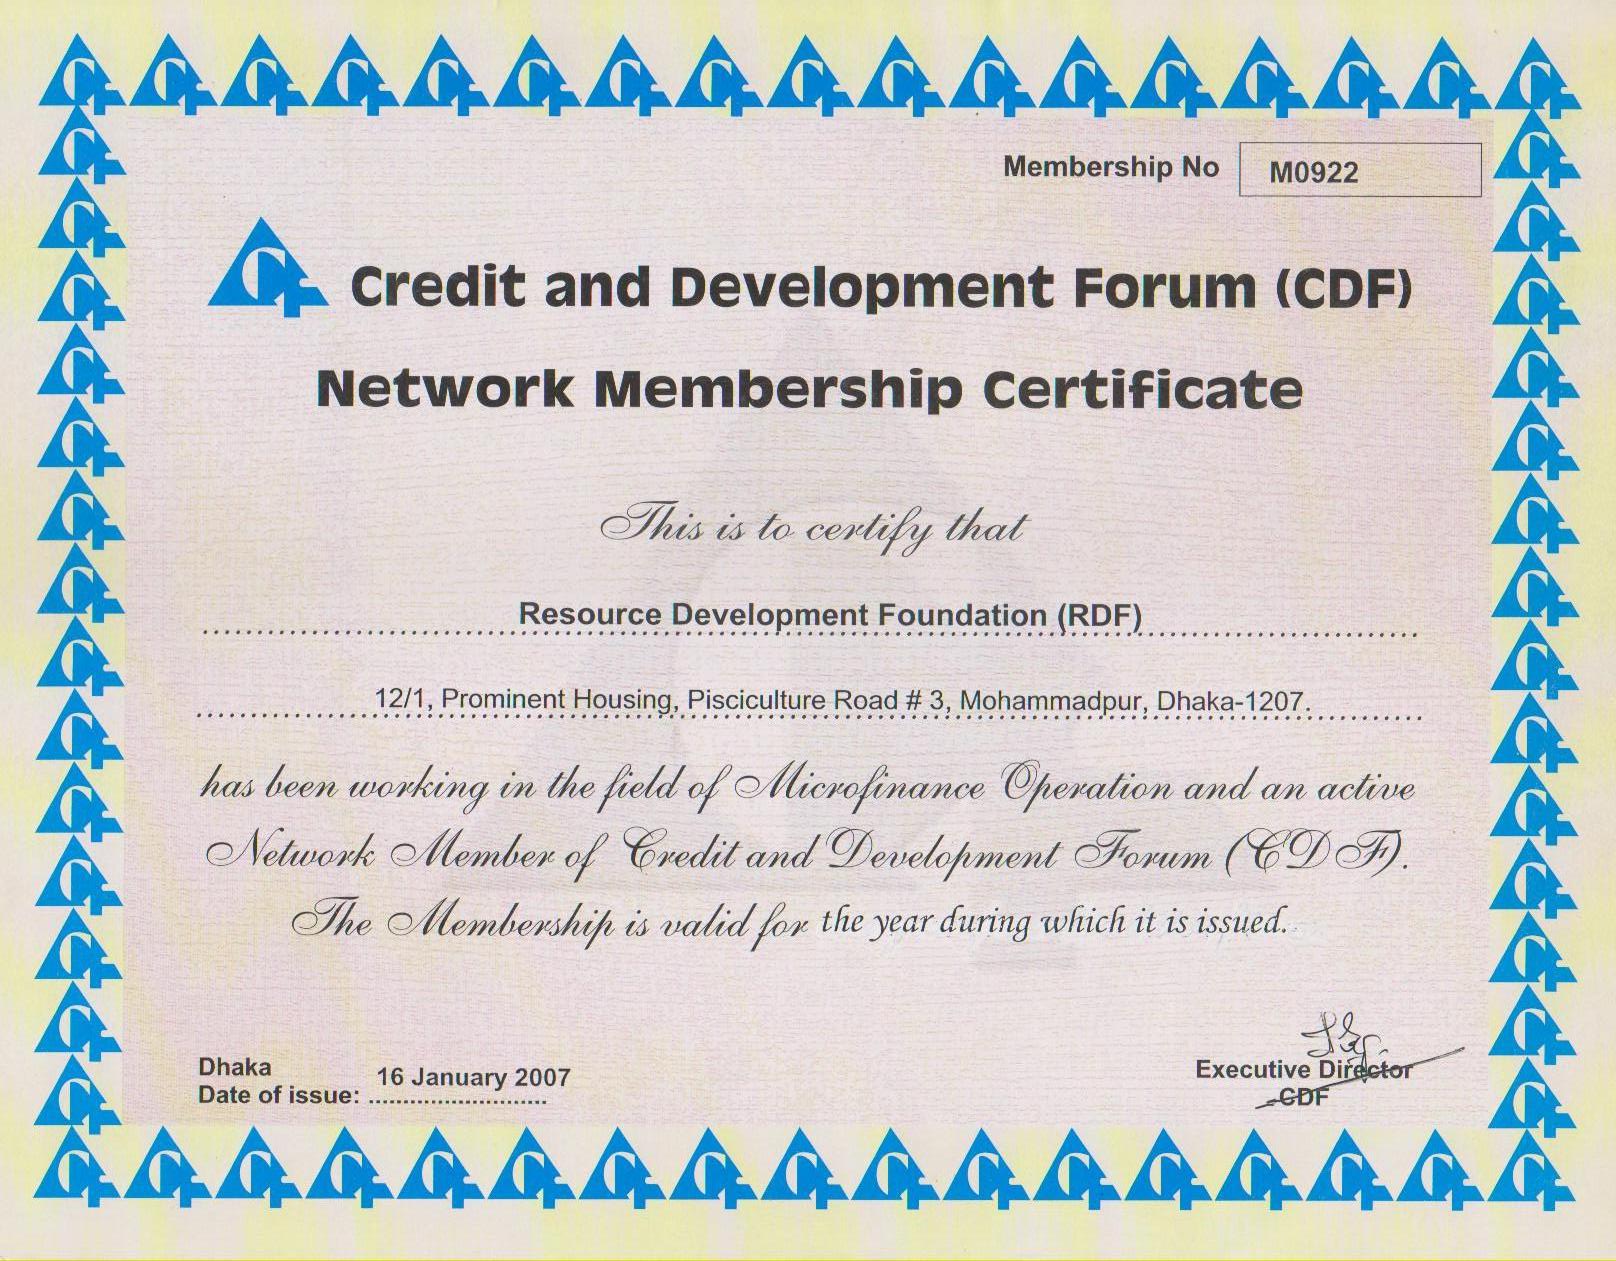 Membership No M0922
Credit and Development Forum (CDF)
Network Membership Certificate
This is to certify that
Resource Development Foundation (RDF)
12/1, Prominent Housing, Pisciculture Road # 3, Mohammadpur, Dhaka-1207.
has been working in the field of Microfinance Operation and an active
Network Member of Credit and Development Forum (CDF).
The Membership is valid for the year during which it is issued.
Dhaka
Date of issue: 16 January 2007
Executive Director
CDF